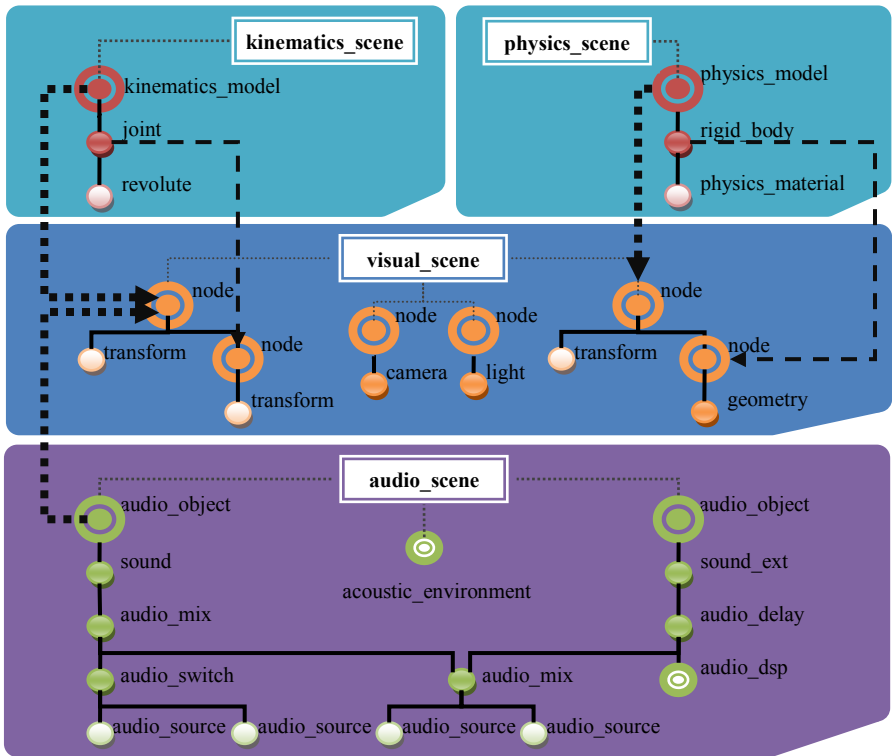 kinematics_scene
physics_scene
kinematics_model
physics_model
joint
rigid_body
revolute
physics_material
visual_scene
node
node
node
node
node
node
transform
transform
camera
light
transform
geometry
audio_scene
audio_object
audio_object
sound
sound_ext
acoustic_environment
audio_mix
audio_delay
audio_switch
audio_mix
audio_dsp
audio_source
audio_source
audio_source
audio_source